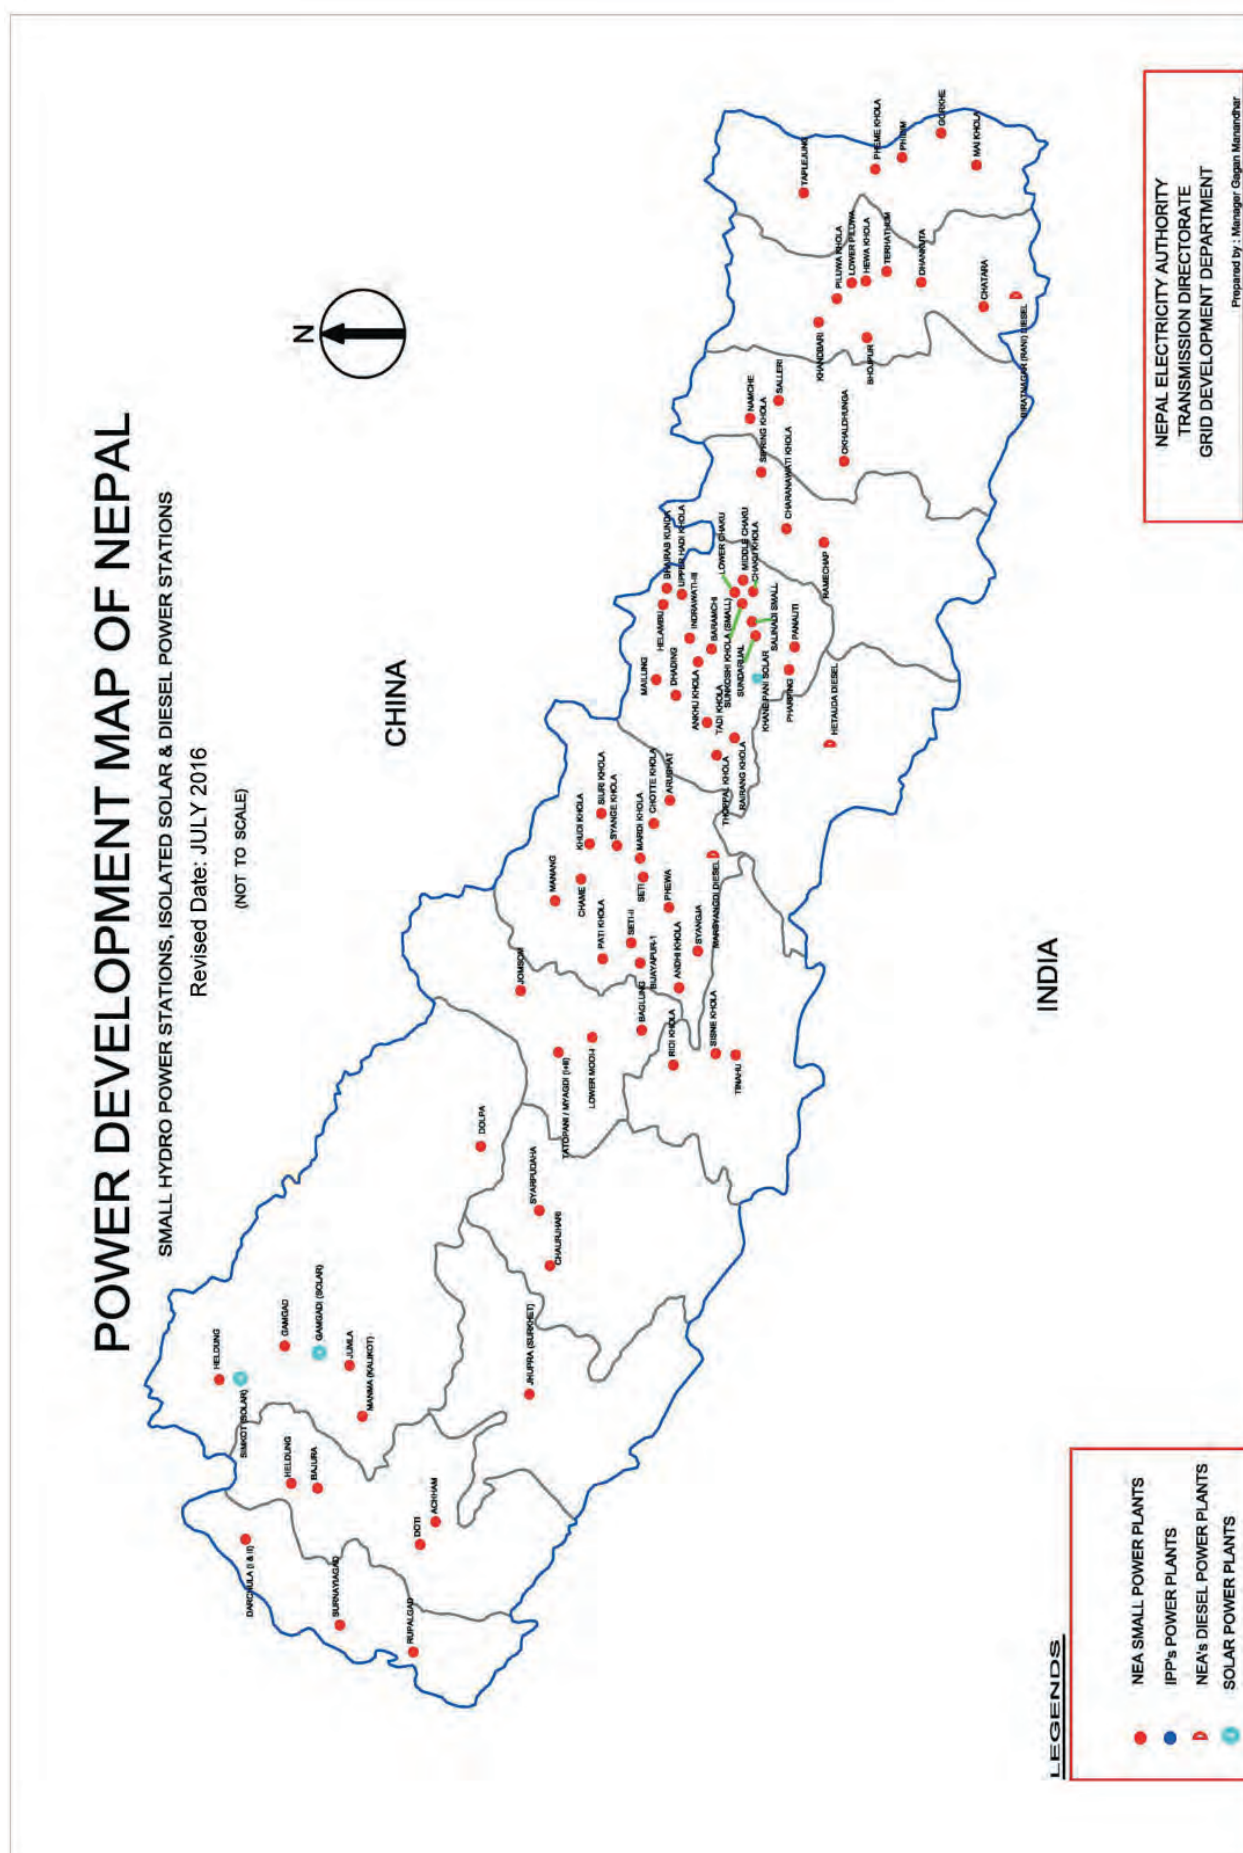 POWER DEVELOPMENT MAP OF NEPAL
SMALL HYDRO POWER STATIONS, ISOLATED SOLAR & DIESEL POWER STATIONS
Revised Date: JULY 2016
(NOT TO SCALE)
N
CHINA
INDIA
HELDUNG
SIMKOT (SOLAR)
GAMGAD
GAMGADI (SOLAR)
JUMLA
MANMA (KALIKOT)
HELDUNG
BAJURA
DARCHULA (I & II)
SURNAYIAGAD
RUPALGAD
DOTI
ACHHAM
JHUPRA (SURKHET)
CHAURJHARI
SYARPUDAHA
DOLPA
JOMSOM
TATOPANI / MYAGDI (I+II)
LOWER MODI-I
BAGLUNG
RIDI KHOLA
SISNE KHOLA
TINAHU
MANANG
CHAME
KHUDI KHOLA
SIURI KHOLA
SYANGE KHOLA
PATI KHOLA
SETI-II
BIJAYAPUR-1
SETI
MARDI KHOLA
CHOTTE KHOLA
ARUGHAT
PHEWA
ANDHI KHOLA
SYANGJA
MARSYANGDI DIESEL
MAILUNG
DHADING
ANKHU KHOLA
TADI KHOLA
THOPPAL KHOLA
RAIRANG KHOLA
HELAMBU
BHAIRAB KUNDA
UPPER HADI KHOLA
INDRAWATI-III
BARAMCHI
SUNKOSHI KHOLA (SMALL)
SUNDARIJAL
LOWER CHAKU
MIDDLE CHAKU
CHAKU KHOLA
SALINADI SMALL
KHANEPANI SOLAR
PHARPING
PANAUTI
HETAUDA DIESEL
RAMECHAP
CHARANAWATI KHOLA
SIPRING KHOLA
NAMCHE
SALLERI
OKHALDHUNGA
KHANDBARI
BHOJPUR
PILUWA KHOLA
LOWER PILUWA
HEWA KHOLA
TERHATHUM
DHANKUTA
CHATARA
BIRATNAGAR (RANI) DIESEL
TAPLEJUNG
PHEME KHOLA
PHIDIM
GORKHE
MAI KHOLA
LEGENDS
NEA SMALL POWER PLANTS
IPP's POWER PLANTS
NEA's DIESEL POWER PLANTS
SOLAR POWER PLANTS
NEPAL ELECTRICITY AUTHORITY
TRANSMISSION DIRECTORATE
GRID DEVELOPMENT DEPARTMENT
Prepared by : Manager Gagan Manandhar